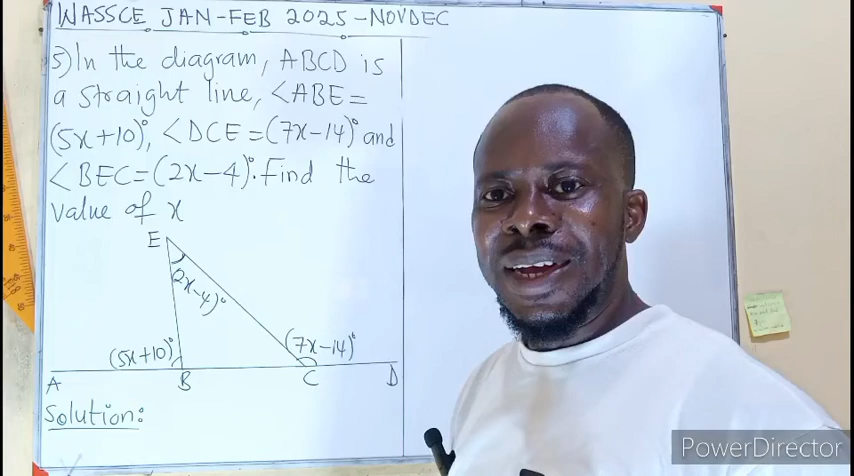 WASSCE JAN-FEB 2025-NOVDEC
5) In the diagram, ABCD is
a straight line, <ABE=
(5x+10)°, <DCE=(7x-14)° and
<BEC=(2x-4)°. Find the
value of x
E
(2x-4)°
(5x+10)°
(7x-14)°
A
B
C
D
Solution:
PowerDirector